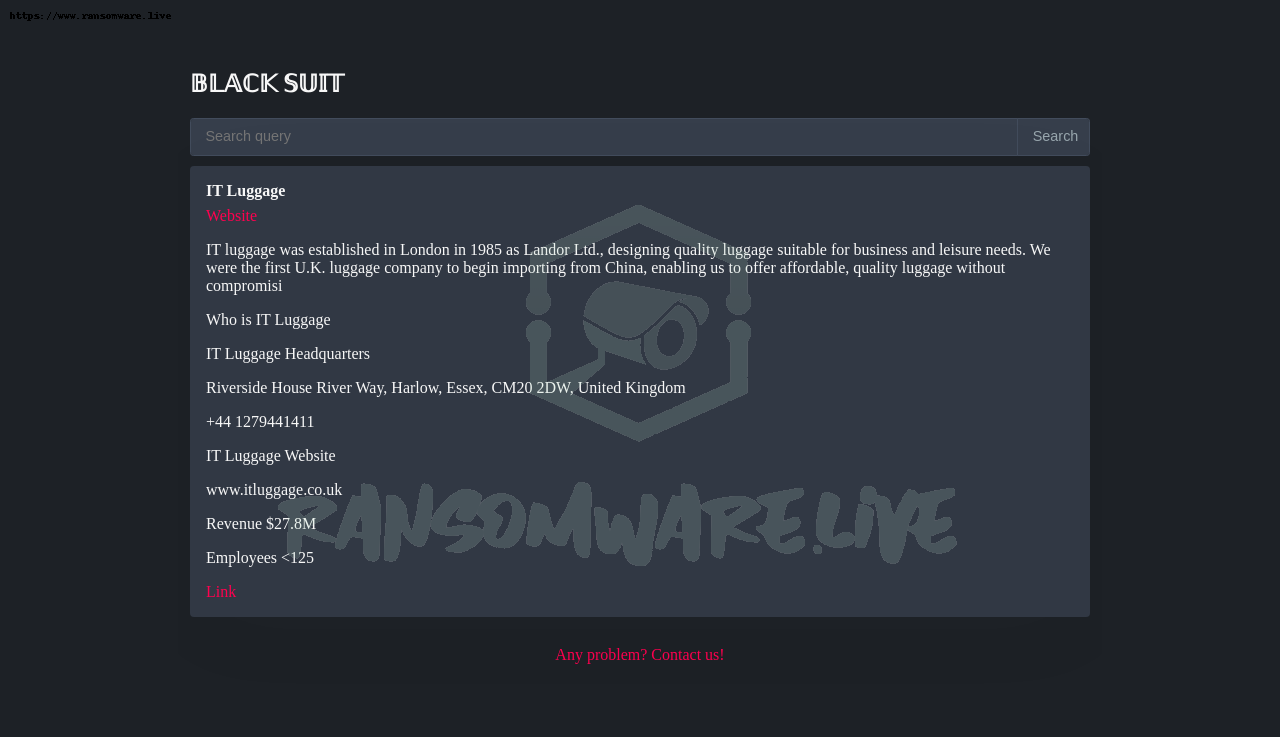 https://www.ransomware.live
BLACK SUIT
Search query
Search
IT Luggage
Website
IT luggage was established in London in 1985 as Landor Ltd., designing quality luggage suitable for business and leisure needs. We
were the first U.K. luggage company to begin importing from China, enabling us to offer affordable, quality luggage without
compromisi
Who is IT Luggage
IT Luggage Headquarters
Riverside House River Way, Harlow, Essex, CM20 2DW, United Kingdom
+44 1279441411
IT Luggage Website
www.itluggage.co.uk
RANSOMWARE.LIVE
Revenue $27.8M
Employees <125
Link
Any problem? Contact us!